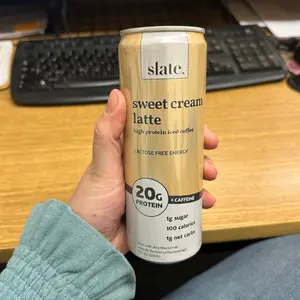 slate.
sweet cream
latte
high protein iced coffee
LACTOSE FREE ENERGY
20G
PROTEIN
+ CAFFEINE
1g sugar
100 calories
1g net carbs